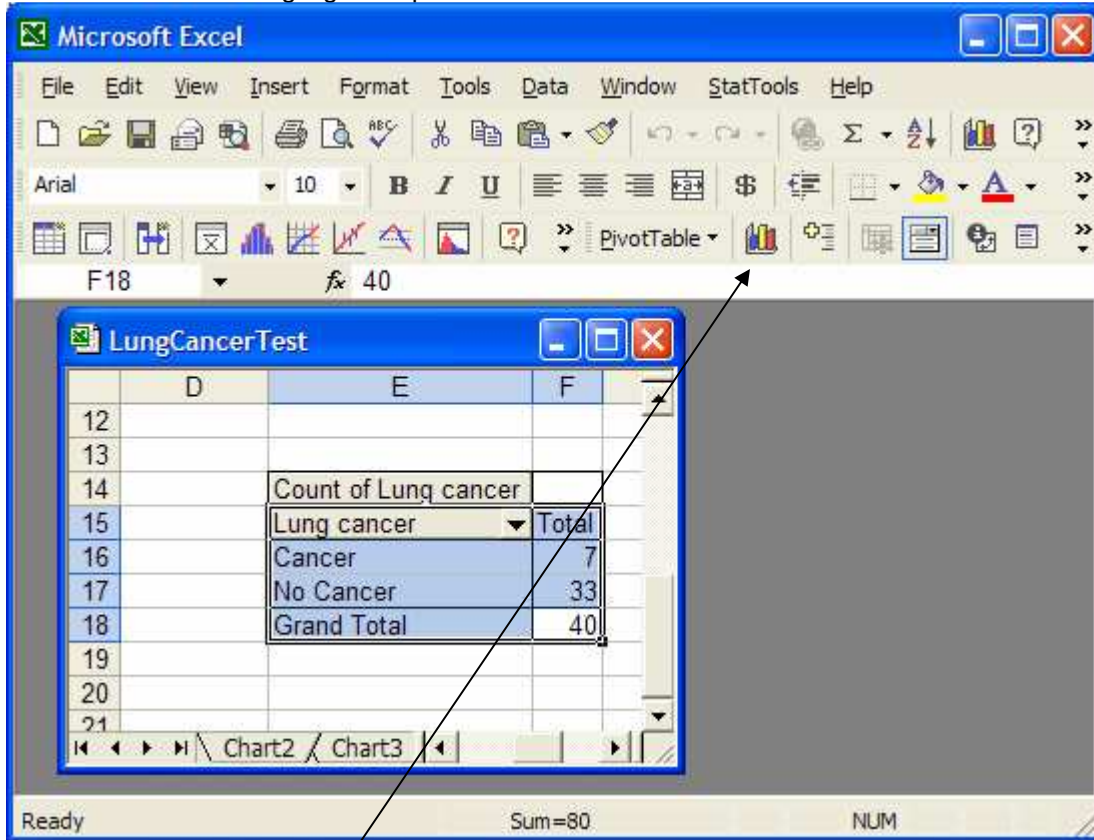 Microsoft Excel
File Edit View Insert Format Tools Data Window StatTools Help
ABC
Arial 10 B I U $ A
PivotTable
F18 fx 40
LungCancerTest
D E F
12
13
14 Count of Lung cancer
15 Lung cancer Total
16 Cancer 7
17 No Cancer 33
18 Grand Total 40
19
20
21
Chart2 / Chart3
Ready Sum=80 NUM